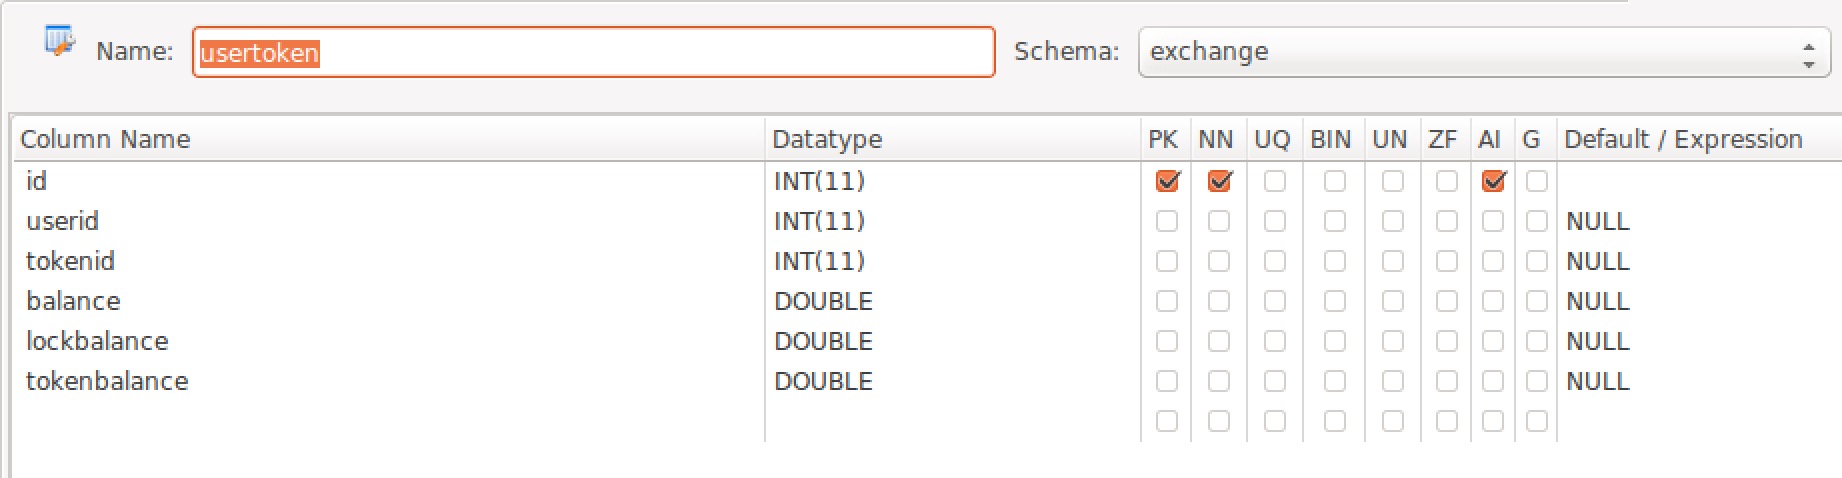 Name: usertoken Schema: exchange
Column Name Datatype PK NN UQ BIN UN ZF AI G Default / Expression
id INT(11)
userid INT(11) NULL
tokenid INT(11) NULL
balance DOUBLE NULL
lockbalance DOUBLE NULL
tokenbalance DOUBLE NULL